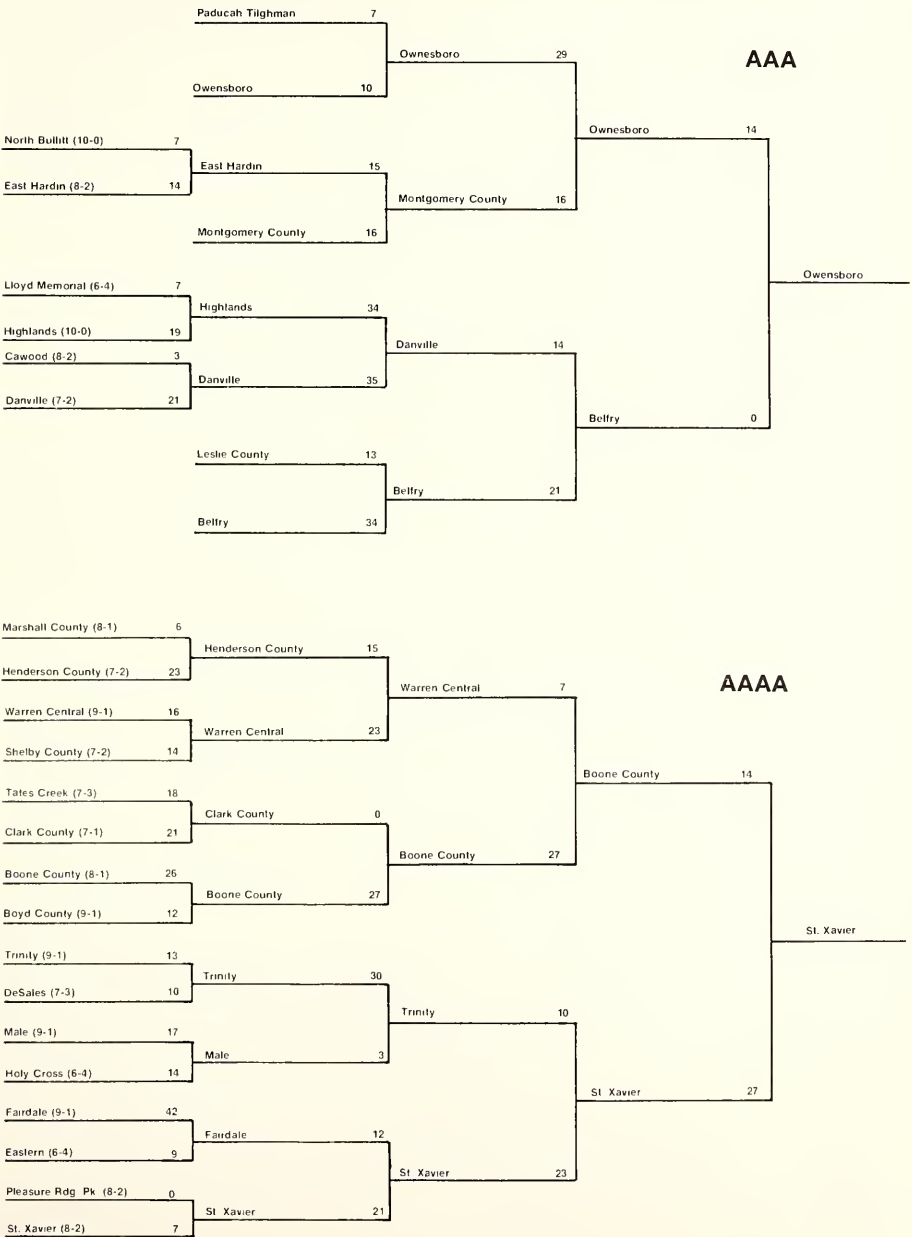 Paducah Tilghman 7
Ownesboro 29
AAA
Owensboro 10
North Bullitt (10-0) 7
Ownesboro 14
East Hardin 15
East Hardin (8-2) 14
Montgomery County 16
Montgomery County 16
Owensboro
Lloyd Memorial (6-4) 7
Highlands 34
Highlands (10-0) 19
Danville 14
Cawood (8-2) 3
Danville 35
Danville (7-2) 21
Belfry 0
Leslie County 13
Belfry 21
Belfry 34
Marshall County (8-1) 6
Henderson County 15
Henderson County (7-2) 23
Warren Central 7
AAAA
Warren Central (9-1) 16
Warren Central 23
Shelby County (7-2) 14
Boone County 14
Tates Creek (7-3) 18
Clark County 0
Clark County (7-1) 21
Boone County 27
Boone County (8-1) 26
Boone County 27
Boyd County (9-1) 12
St. Xavier
Trinity (9-1) 13
Trinity 30
DeSales (7-3) 10
Trinity 10
Male (9-1) 17
Male 3
Holy Cross (6-4) 14
St Xavier 27
Fairdale (9-1) 42
Fairdale 12
Eastern (6-4) 9
St Xavier 23
Pleasure Rdg Pk (8-2) 0
St Xavier 21
St. Xavier (8-2) 7